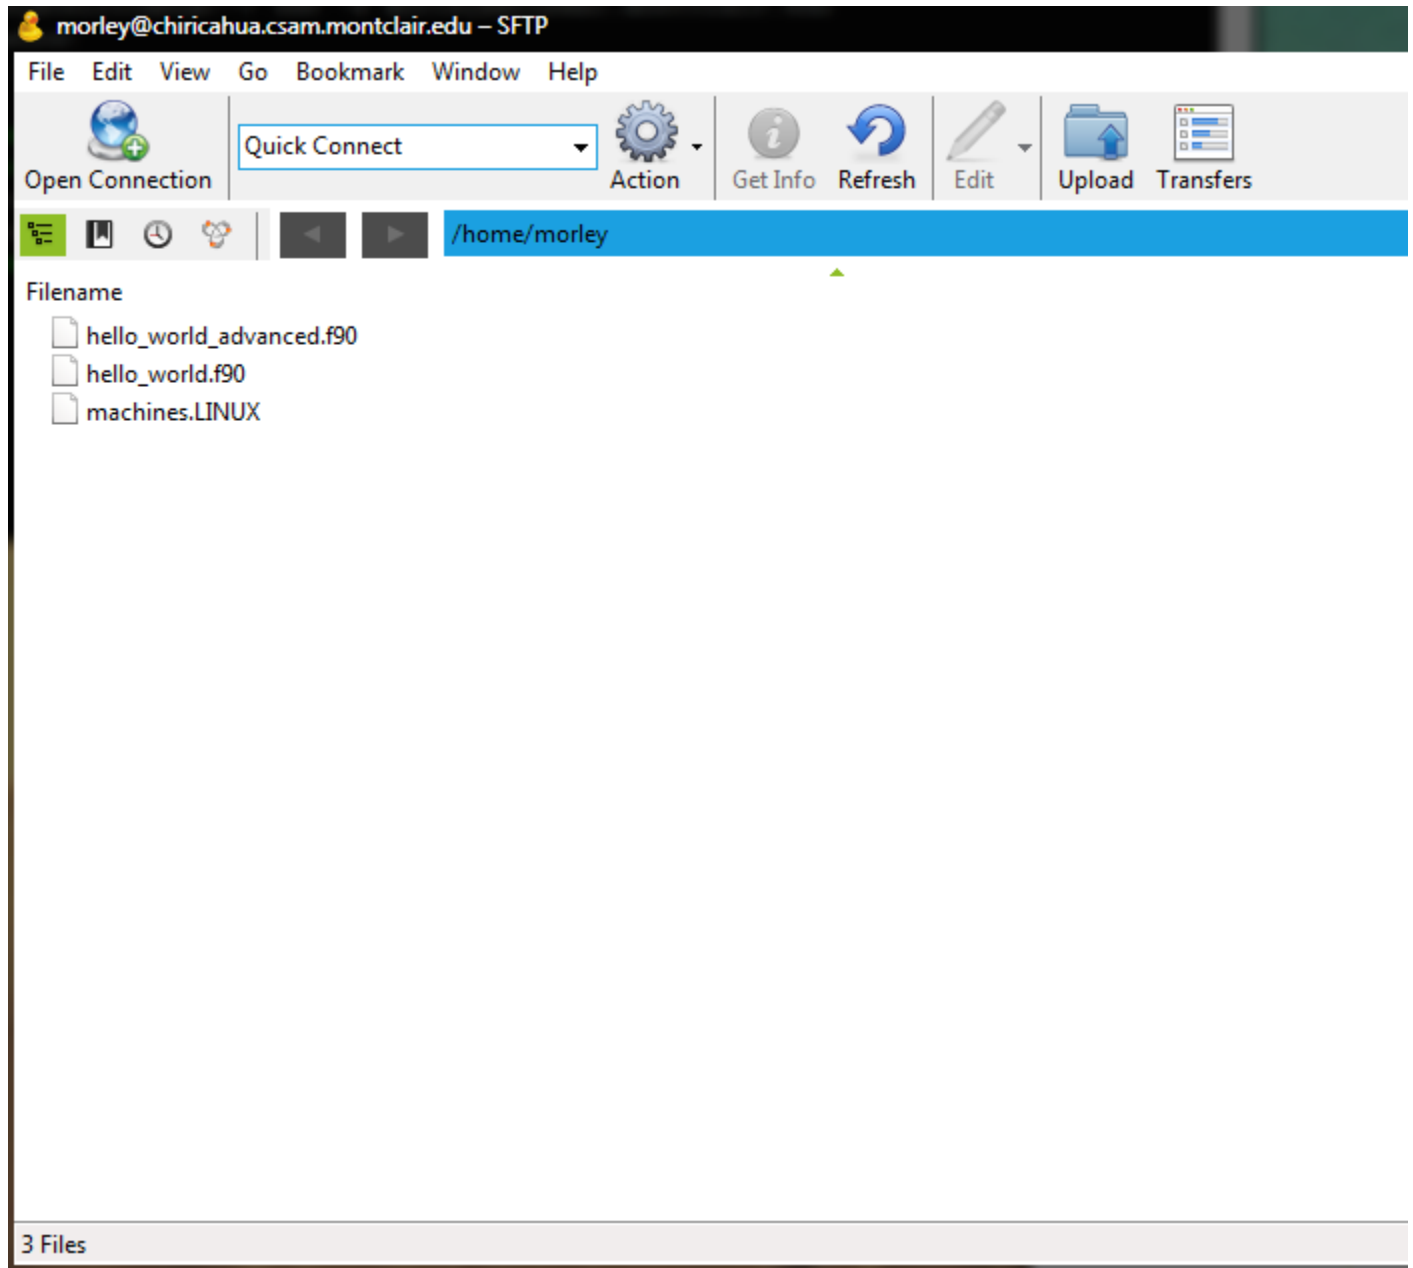 morley@chiricahua.csam.montclair.edu – SFTP
File Edit View Go Bookmark Window Help
Quick Connect
Open Connection Action Get Info Refresh Edit Upload Transfers
/home/morley
Filename
hello_world_advanced.f90
hello_world.f90
machines.LINUX
3 Files